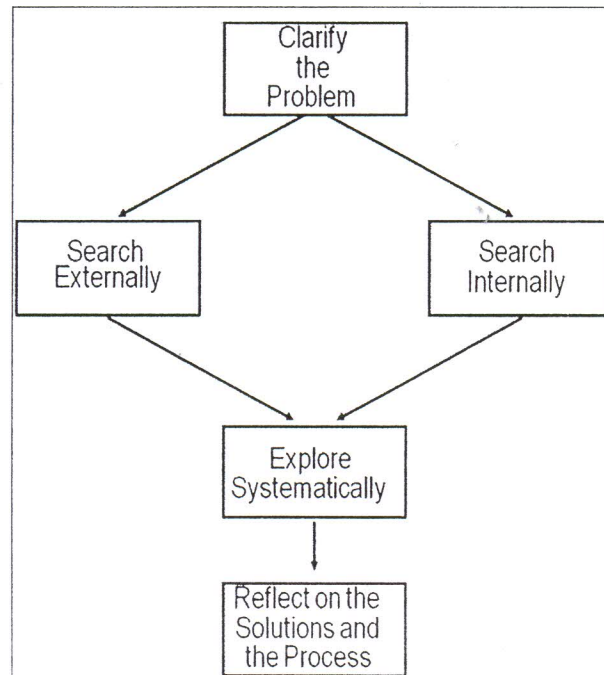 Clarify
the
Problem
Search
Externally
Search
Internally
Explore
Systematically
Reflect on the
Solutions and
the Process